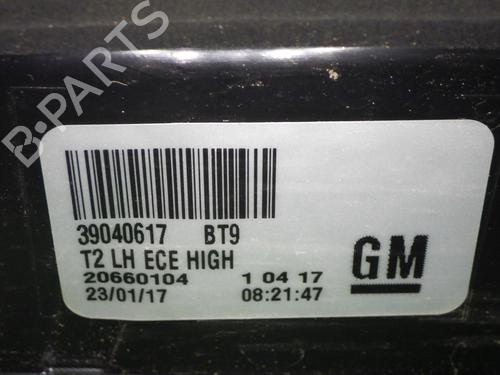 B-PARTS
39040617 BT9
T2 LH ECE HIGH
20660104 1 04 17
23/01/17 08:21:47
GM